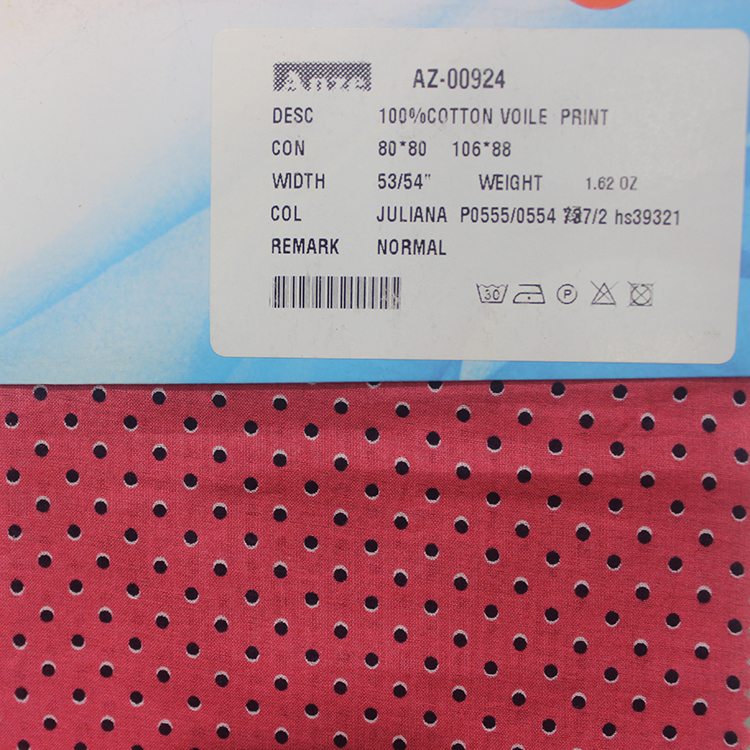 Anze AZ-00924
DESC 100%COTTON VOILE PRINT
CON 80*80 106*88
WIDTH 53/54" WEIGHT 1.62 OZ
COL JULIANA P0555/0554 /2 hs39321
REMARK NORMAL
30 P